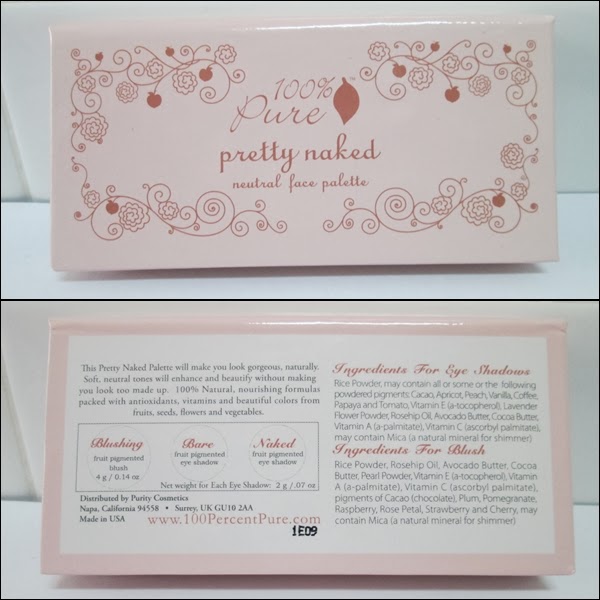 100%
Pure™
pretty naked
neutral face palette
This Pretty Naked Palette will make you look gorgeous, naturally.
Soft, neutral tones will enhance and beautify without making
you look too made up. 100% Natural, nourishing formulas
packed with antioxidants, vitamins and beautiful colors from
fruits, seeds, flowers and vegetables.
Blushing
fruit pigmented
blush
4 g / 0.14 oz
Bare
fruit pigmented
eye shadow
Naked
fruit pigmented
eye shadow
Net weight for Each Eye Shadow: 2 g /.07 oz
Distributed by Purity Cosmetics
Napa, California 94558 • Surrey, UK GU10 2AA
Made in USA
www.100PercentPure.com
1E09
Ingredients For Eye Shadows
Rice Powder, may contain all or some or the following
powdered pigments: Cacao, Apricot, Peach, Vanilla, Coffee,
Papaya and Tomato, Vitamin E (a-tocopherol), Lavender
Flower Powder, Rosehip Oil, Avocado Butter, Cocoa Butter,
Vitamin A (a-palmitate), Vitamin C (ascorbyl palmitate),
may contain Mica (a natural mineral for shimmer)
Ingredients For Blush
Rice Powder, Rosehip Oil, Avocado Butter, Cocoa
Butter, Pearl Powder, Vitamin E (a-tocopherol), Vitamin
A (a-palmitate), Vitamin C (ascorbyl palmitate),
pigments of Cacao (chocolate), Plum, Pomegranate,
Raspberry, Rose Petal, Strawberry and Cherry, may
contain Mica (a natural mineral for shimmer)